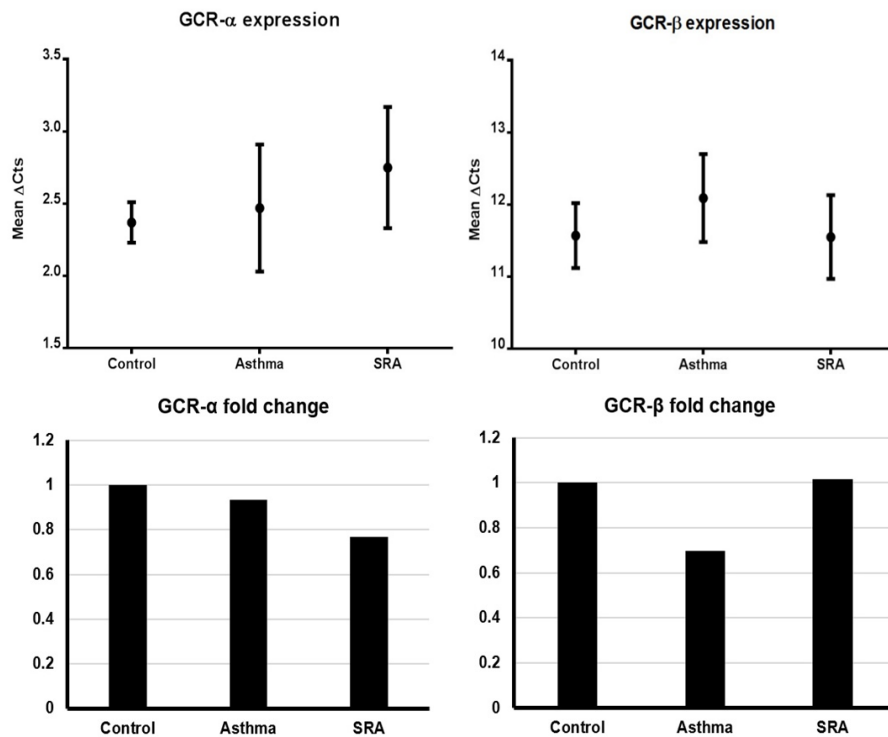 GCR-α expression
3.5
3.0
2.5
2.0
1.5
Mean ΔCts
Control Asthma SRA
GCR-β expression
14
13
12
11
10
Mean ΔCts
Control Asthma SRA
GCR-α fold change
1.2
1
0.8
0.6
0.4
0.2
0
Control Asthma SRA
GCR-β fold change
1.2
1
0.8
0.6
0.4
0.2
0
Control Asthma SRA